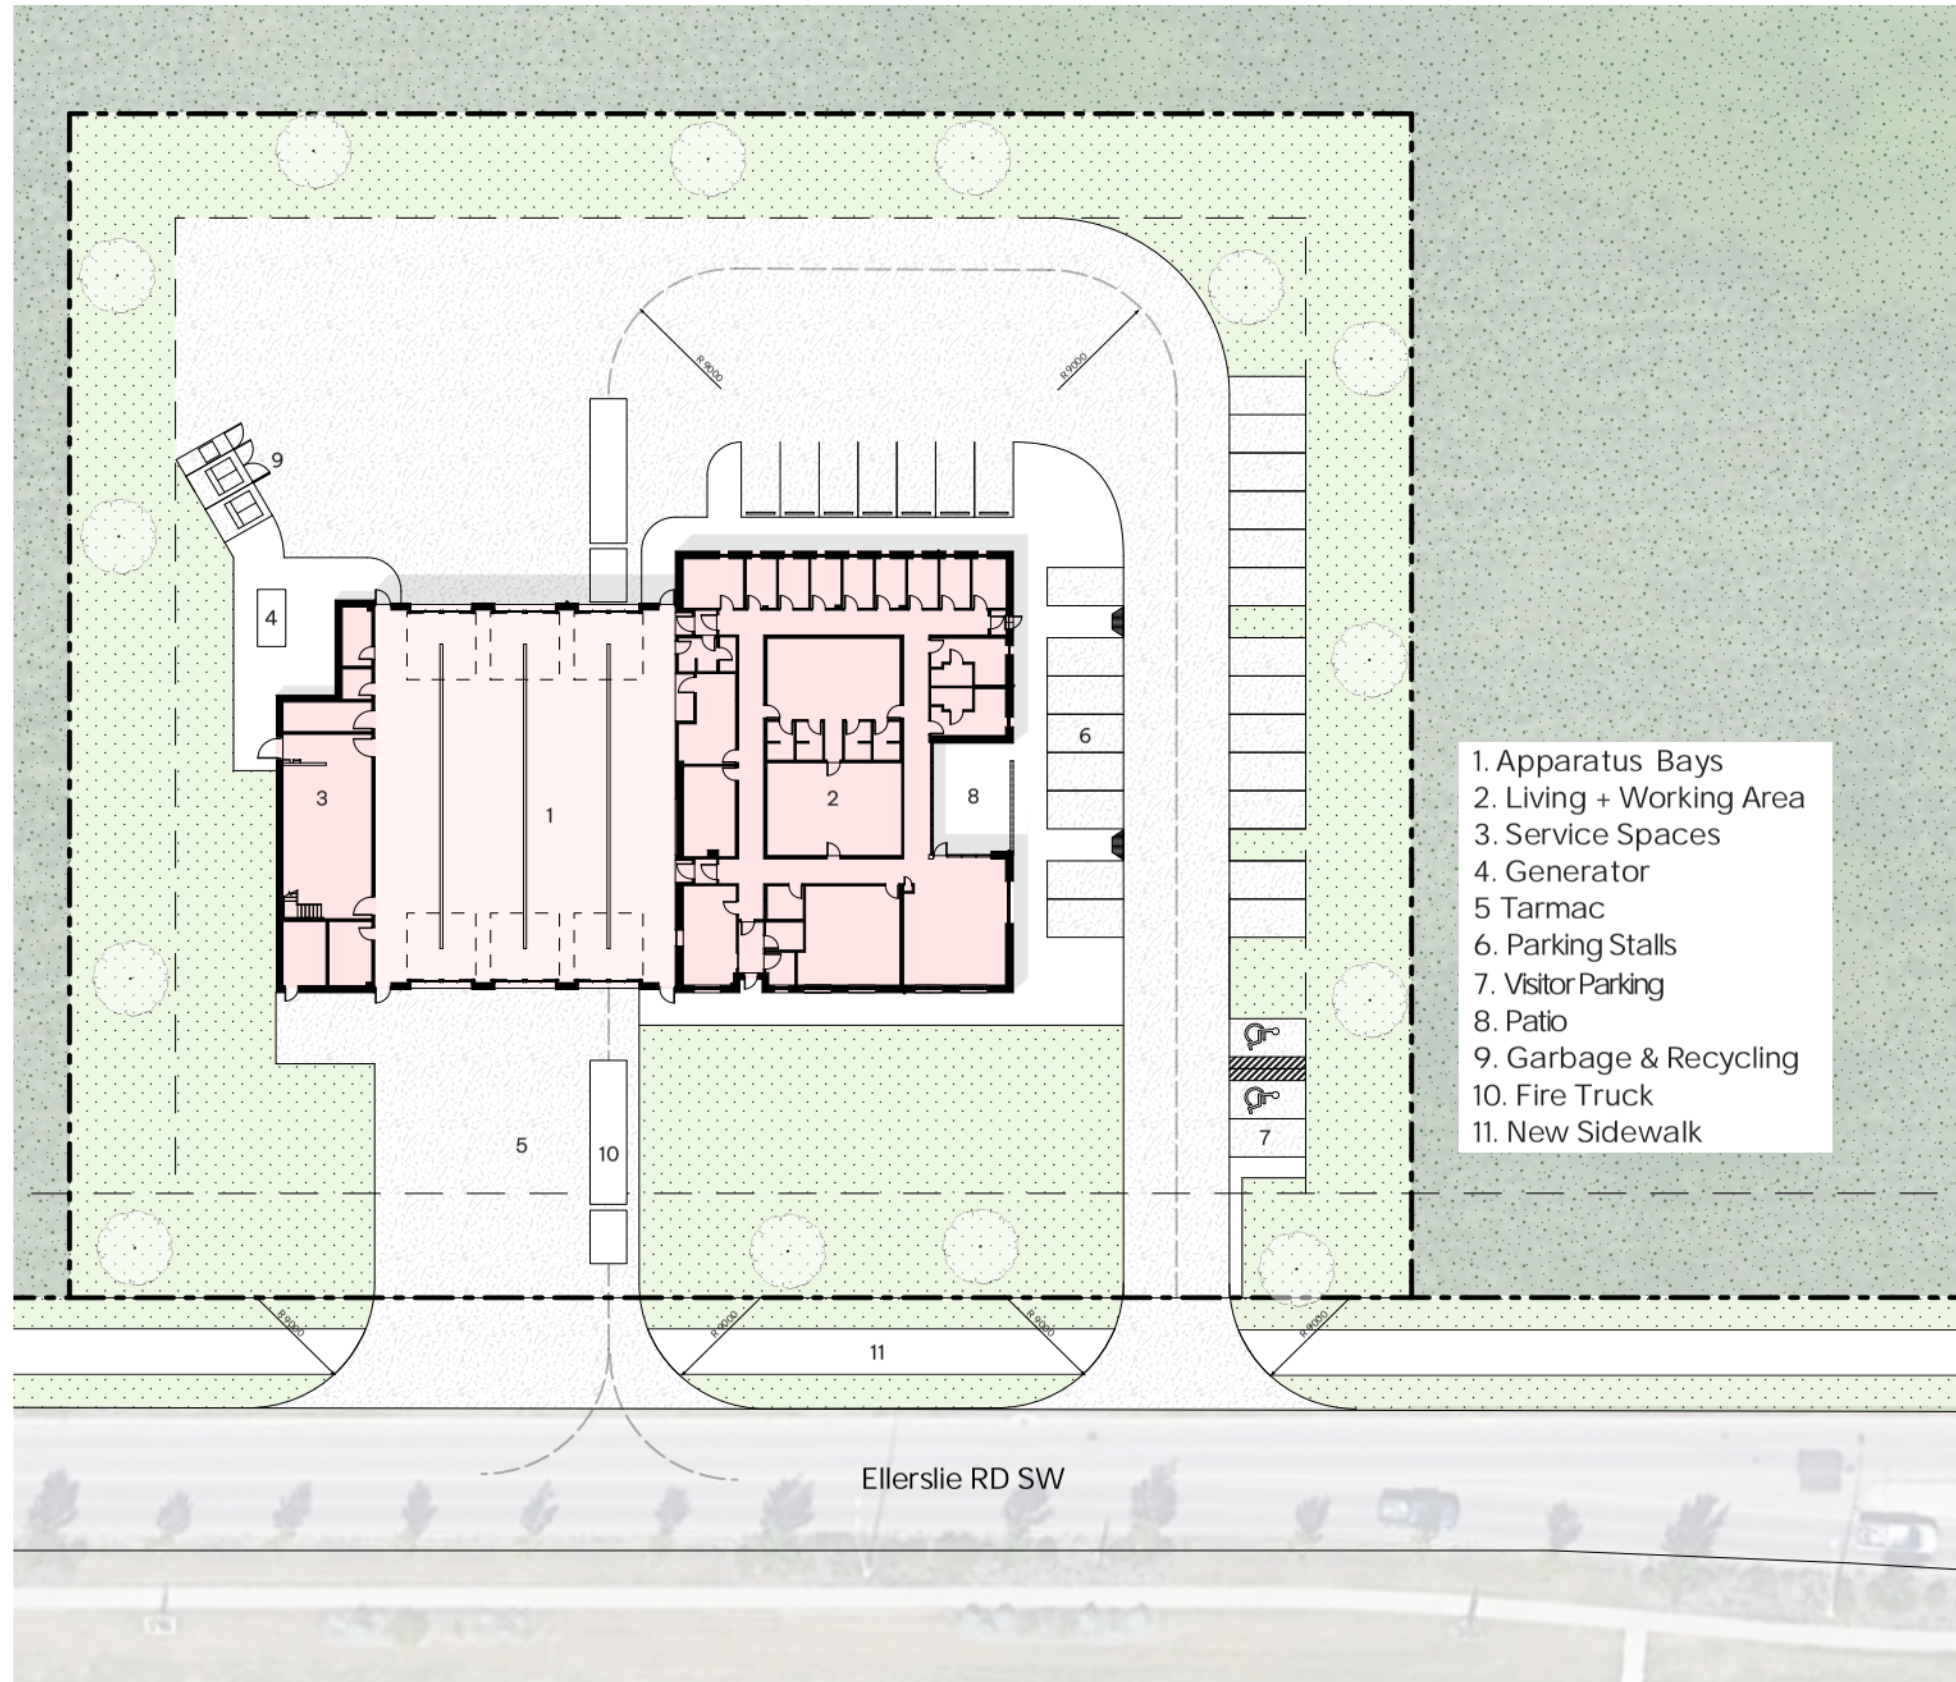 R 9000
R 9000
9
4
6
3
1
2
8
5
10
7
1. Apparatus Bays
2. Living + Working Area
3. Service Spaces
4. Generator
5 Tarmac
6. Parking Stalls
7. Visitor Parking
8. Patio
9. Garbage & Recycling
10. Fire Truck
11. New Sidewalk
R 9000
R 9000
R 9000
R 9000
11
Ellerslie RD SW